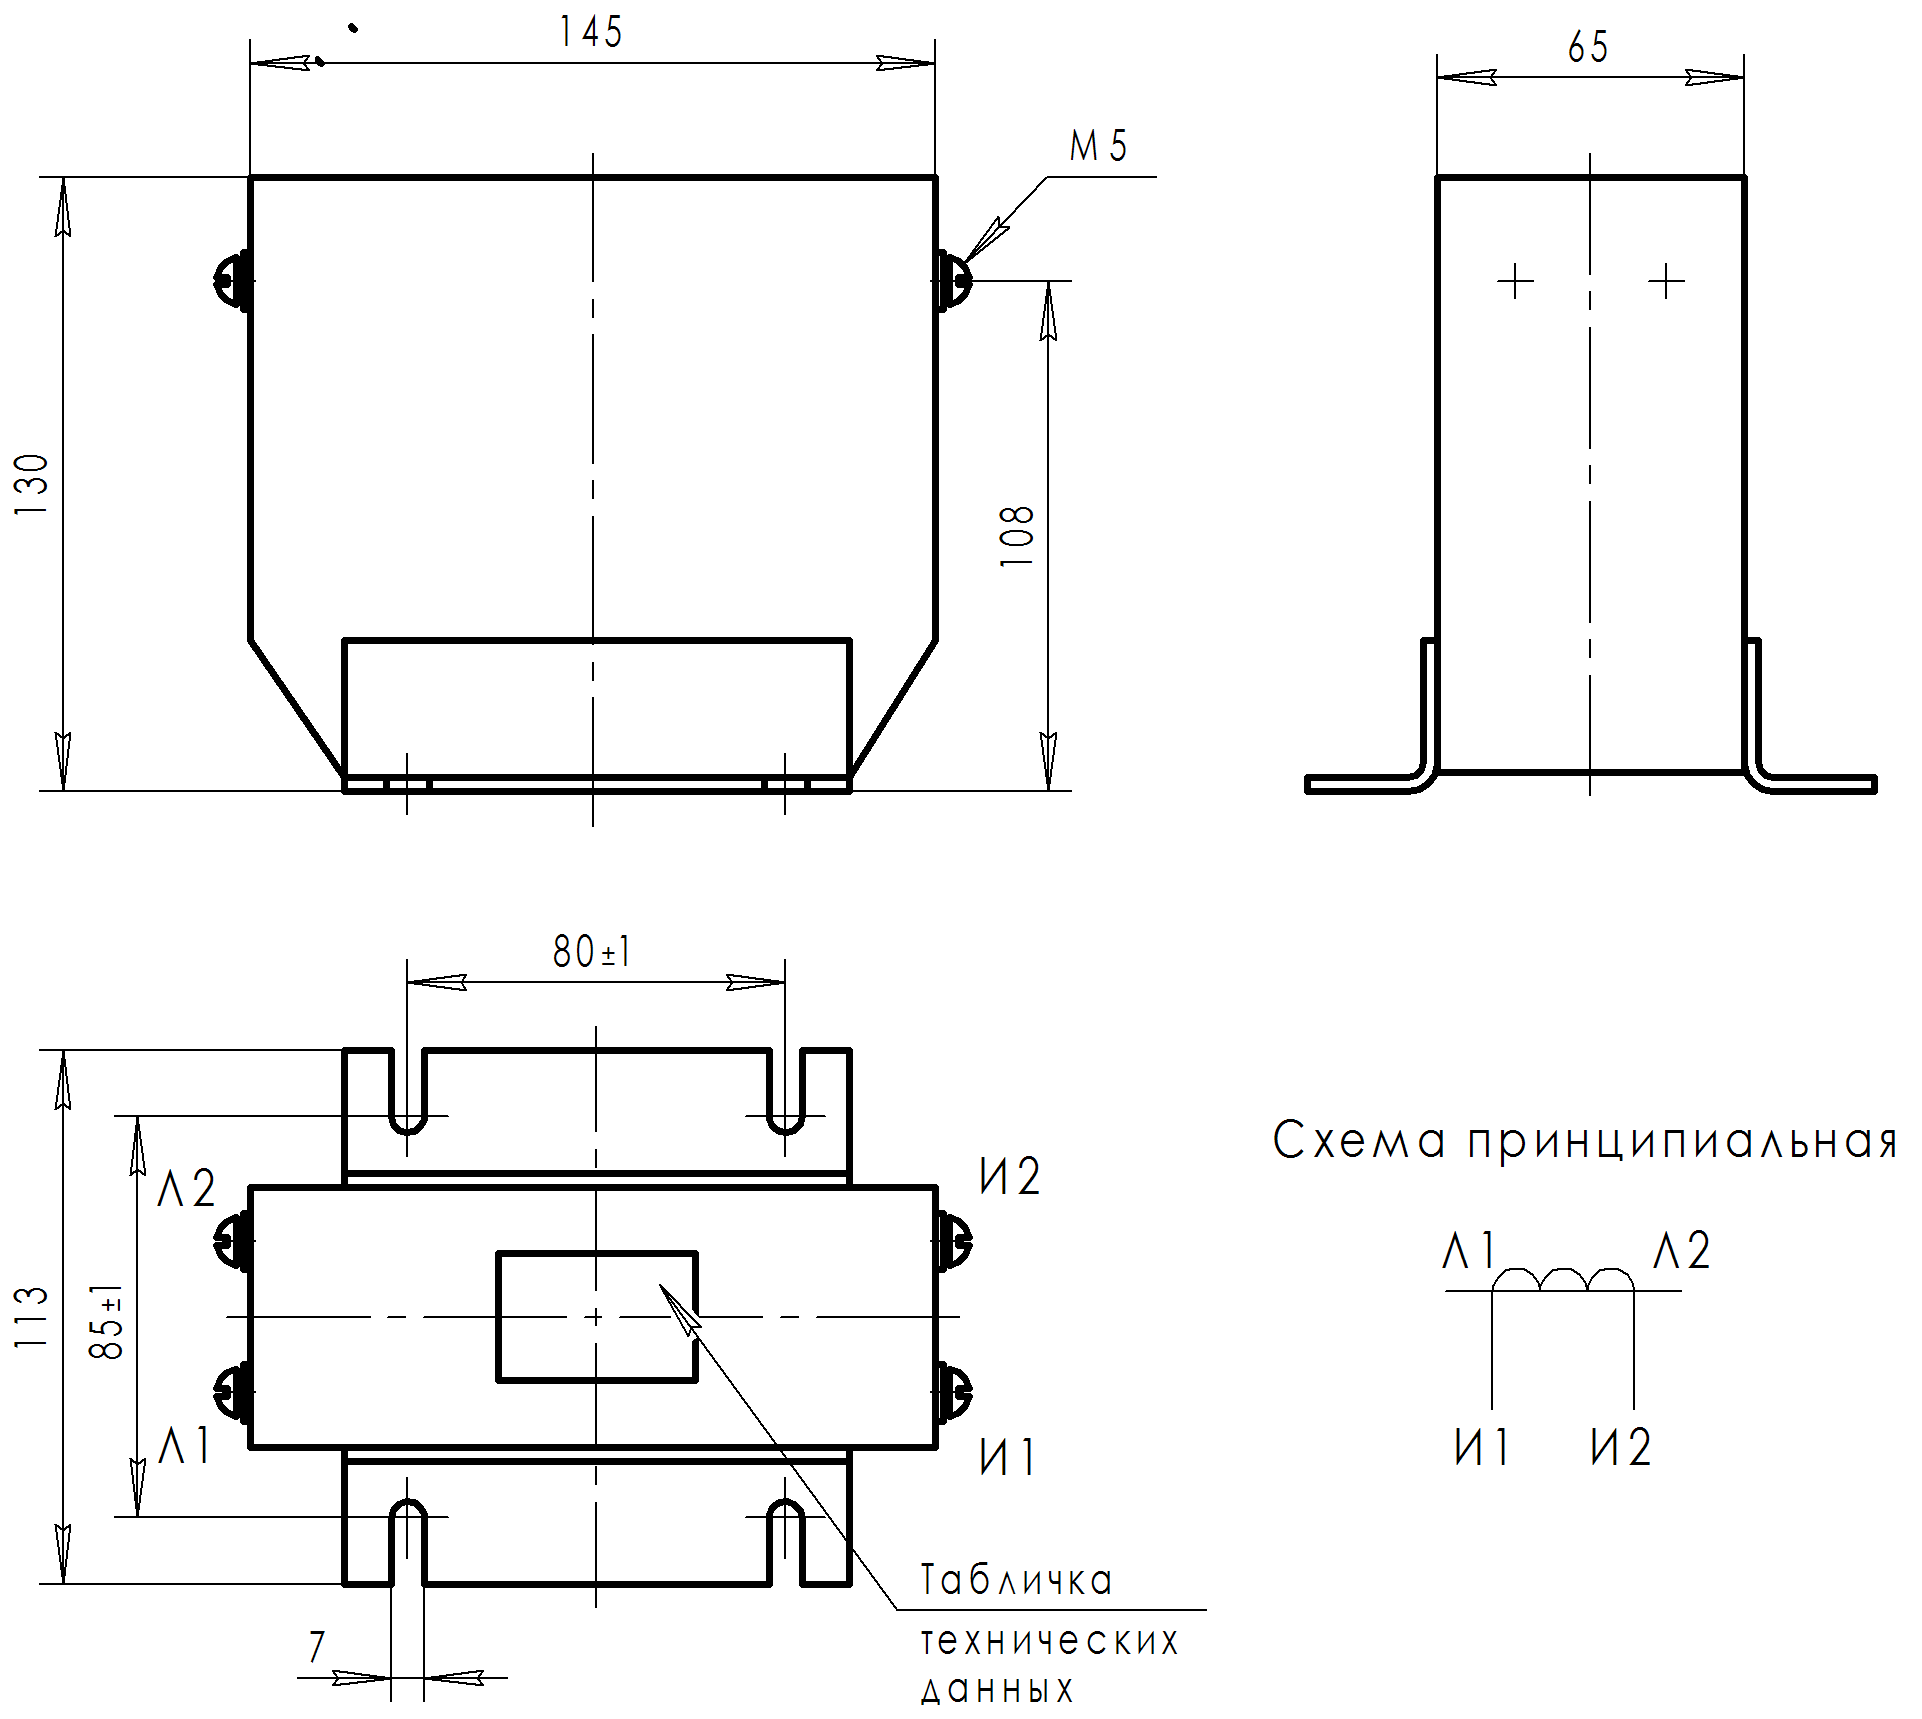 145
65
М5
130
108
80±1
Л2
И2
Схема принципиальная
113
85±1
Л1
Л2
Л1
И1
И1
И2
Табличка
технических
данных
7